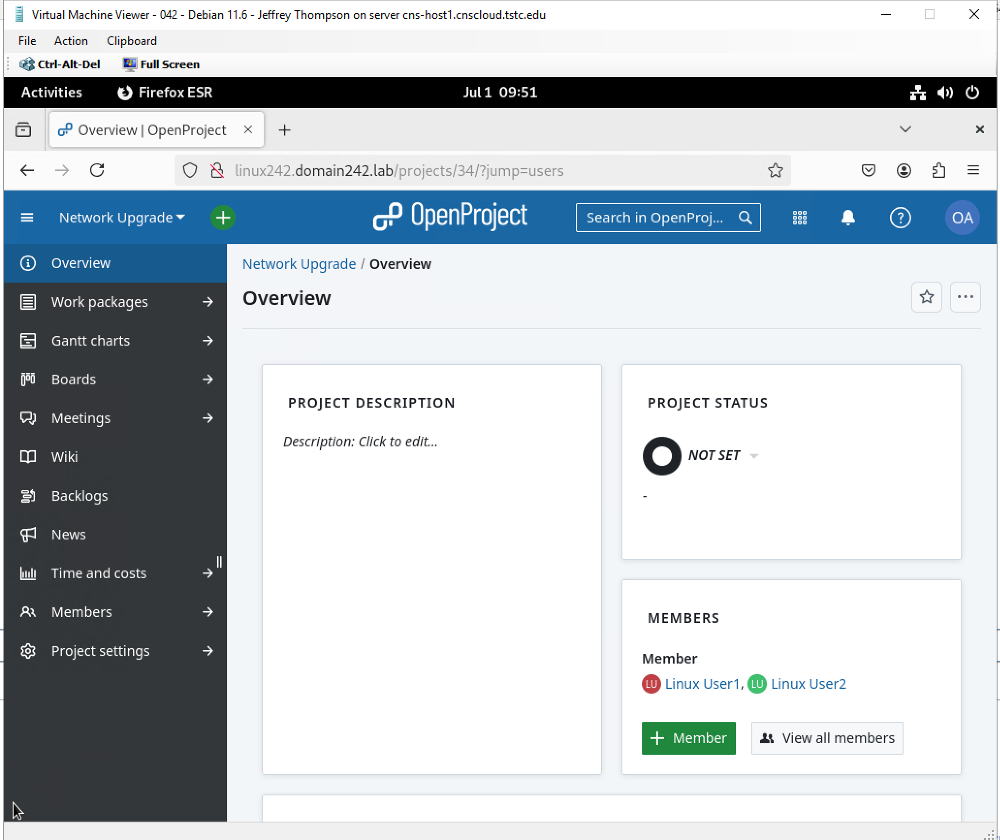 Virtual Machine Viewer - 042 - Debian 11.6 - Jeffrey Thompson on server cns-host1.cnscloud.tstc.edu
File Action Clipboard
Ctrl-Alt-Del Full Screen
Activities Firefox ESR Jul 1 09:51
Overview | OpenProject
linux242.domain242.lab/projects/34/?jump=users
Network Upgrade OpenProject Search in OpenProj... OA
Overview
Work packages
Gantt charts
Boards
Meetings
Wiki
Backlogs
News
Time and costs
Members
Project settings
Network Upgrade / Overview
Overview
PROJECT DESCRIPTION
Description: Click to edit...
PROJECT STATUS
NOT SET
-
MEMBERS
Member
LU Linux User1, LU Linux User2
+ Member View all members